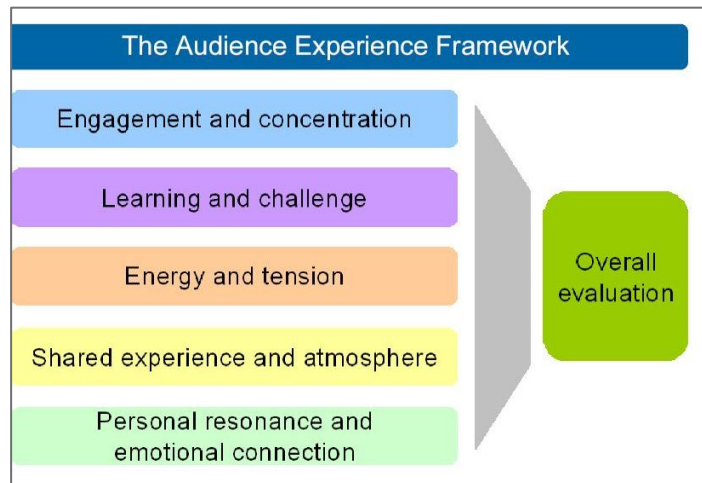 The Audience Experience Framework
Engagement and concentration
Learning and challenge
Energy and tension
Shared experience and atmosphere
Personal resonance and
emotional connection
Overall
evaluation